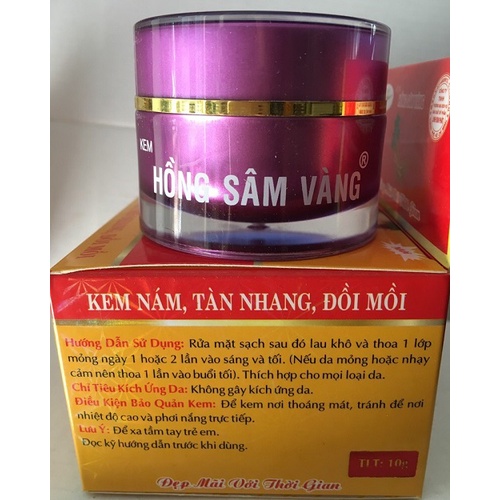 KEM
HỒNG SÂM VÀNG®
KEM NÁM, TÀN NHANG, ĐỒI MỒI
Hướng Dẫn Sử Dụng: Rửa mặt sạch sau đó lau khô và thoa 1 lớp
mỏng ngày 1 hoặc 2 lần vào sáng và tối. (Nếu da mỏng hoặc nhạy
cảm nên thoa 1 lần vào buổi tối). Thích hợp cho mọi loại da.
Chỉ Tiêu Kích Ứng Da: Không gây kích ứng da.
Điều Kiện Bảo Quản Kem: Để kem nơi thoáng mát, tránh để nơi
nhiệt độ cao và phơi nắng trực tiếp.
Lưu Ý: Để xa tầm tay trẻ em.
Đọc kỹ hướng dẫn trước khi dùng.
TLT: 10g
Đẹp Mãi Với Thời Gian